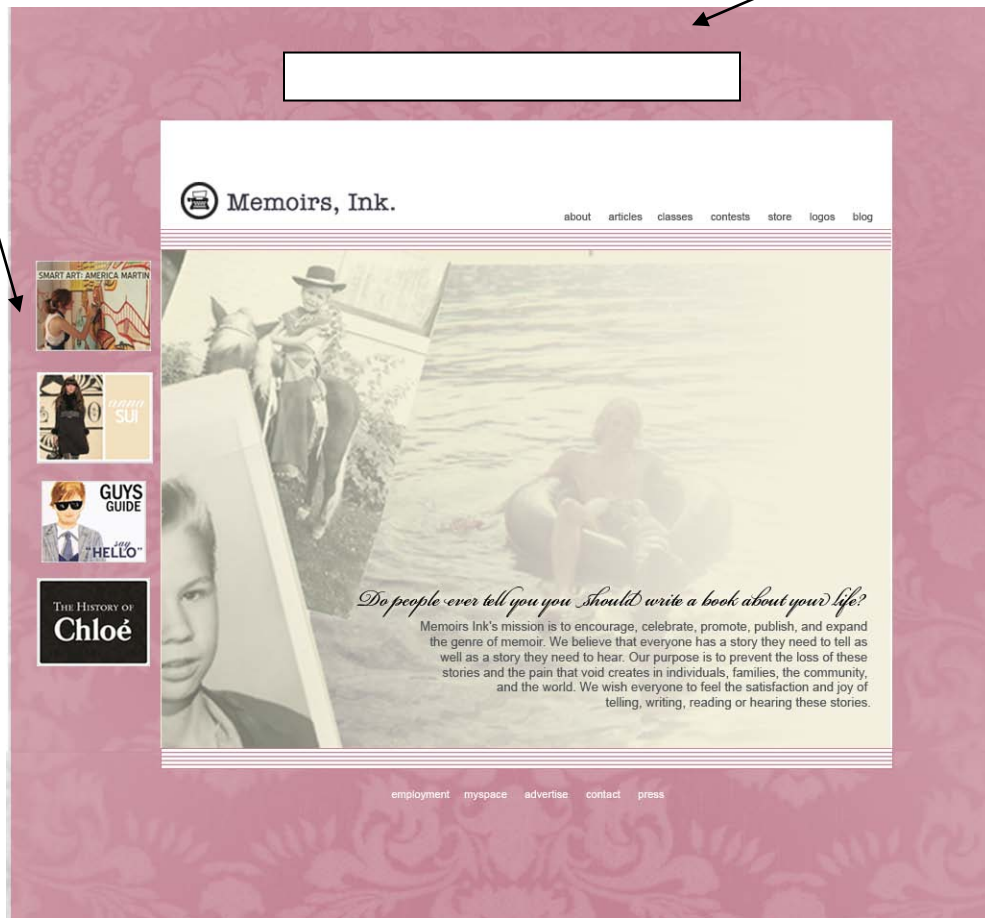 Memoirs, Ink.
about articles classes contests store logos blog
SMART ART: AMERICA MARTIN
anna
SUI
GUYS
GUIDE
say
"HELLO"
THE HISTORY OF
Chloé
Do people ever tell you you should write a book about your life?
Memoirs Ink's mission is to encourage, celebrate, promote, publish, and expand
the genre of memoir. We believe that everyone has a story they need to tell as
well as a story they need to hear. Our purpose is to prevent the loss of these
stories and the pain that void creates in individuals, families, the community,
and the world. We wish everyone to feel the satisfaction and joy of
telling, writing, reading or hearing these stories.
employment myspace advertise contact press